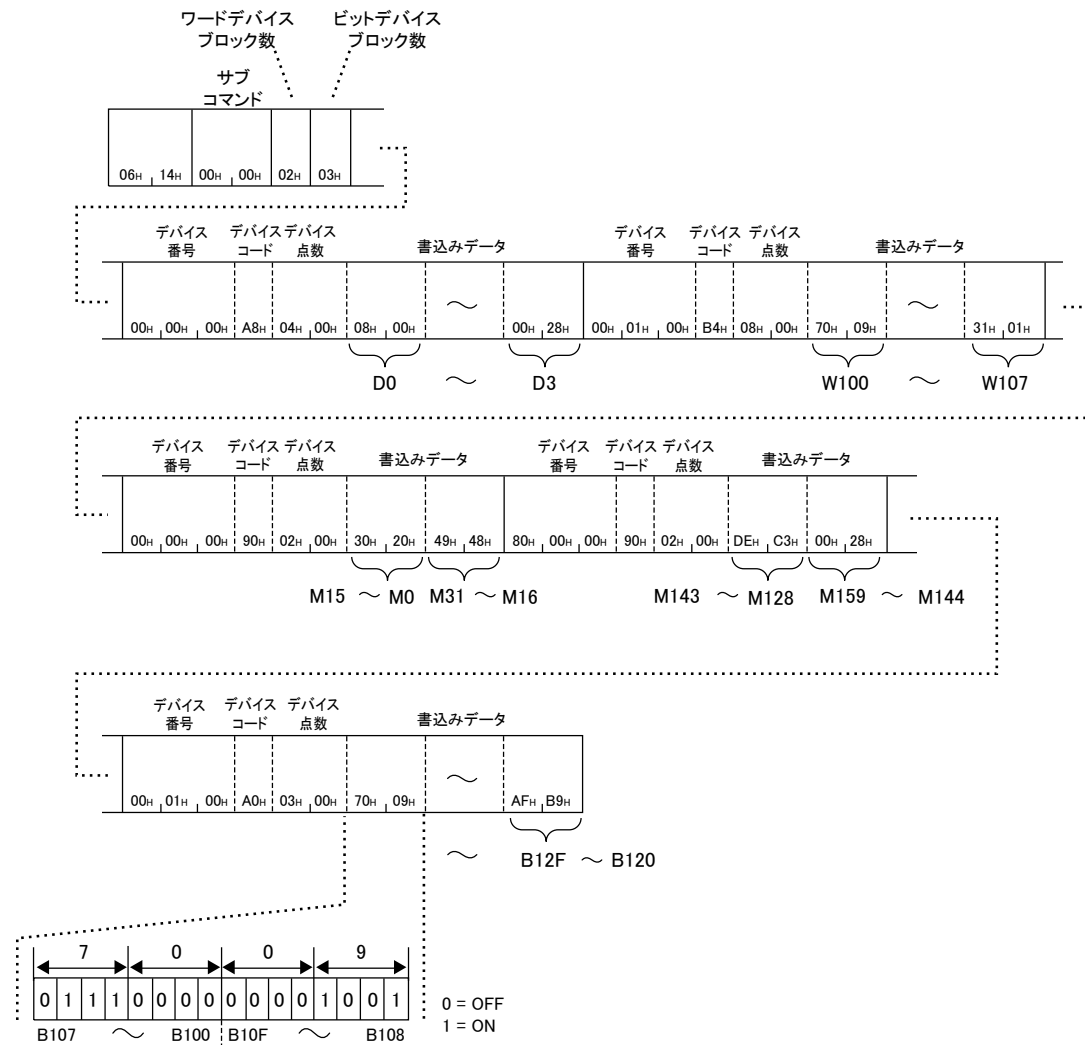 ワードデバイス ビットデバイス
ブロック数 ブロック数
サブ
コマンド
06H 14H 00H 00H 02H 03H
デバイス デバイス デバイス デバイス デバイス デバイス
番号 コード 点数 書込みデータ 番号 コード 点数 書込みデータ
～ ～
00H 00H 00H A8H 04H 00H 08H 00H 00H 28H 00H 01H 00H B4H 08H 00H 70H 09H 31H 01H
D0 ～ D3 W100 ～ W107
デバイス デバイス デバイス デバイス デバイス デバイス
番号 コード 点数 書込みデータ 番号 コード 点数 書込みデータ
00H 00H 00H 90H 02H 00H 30H 20H 49H 48H 80H 00H 00H 90H 02H 00H DEH C3H 00H 28H
M15 ～ M0 M31 ～ M16 M143 ～ M128 M159 ～ M144
デバイス デバイス デバイス
番号 コード 点数 書込みデータ
～
00H 01H 00H A0H 03H 00H 70H 09H AFH B9H
～ B12F ～ B120
7 0 0 9
0 1 1 1 0 0 0 0 0 0 0 0 1 0 0 1
0 = OFF
1 = ON
B107 ～ B100 B10F ～ B108